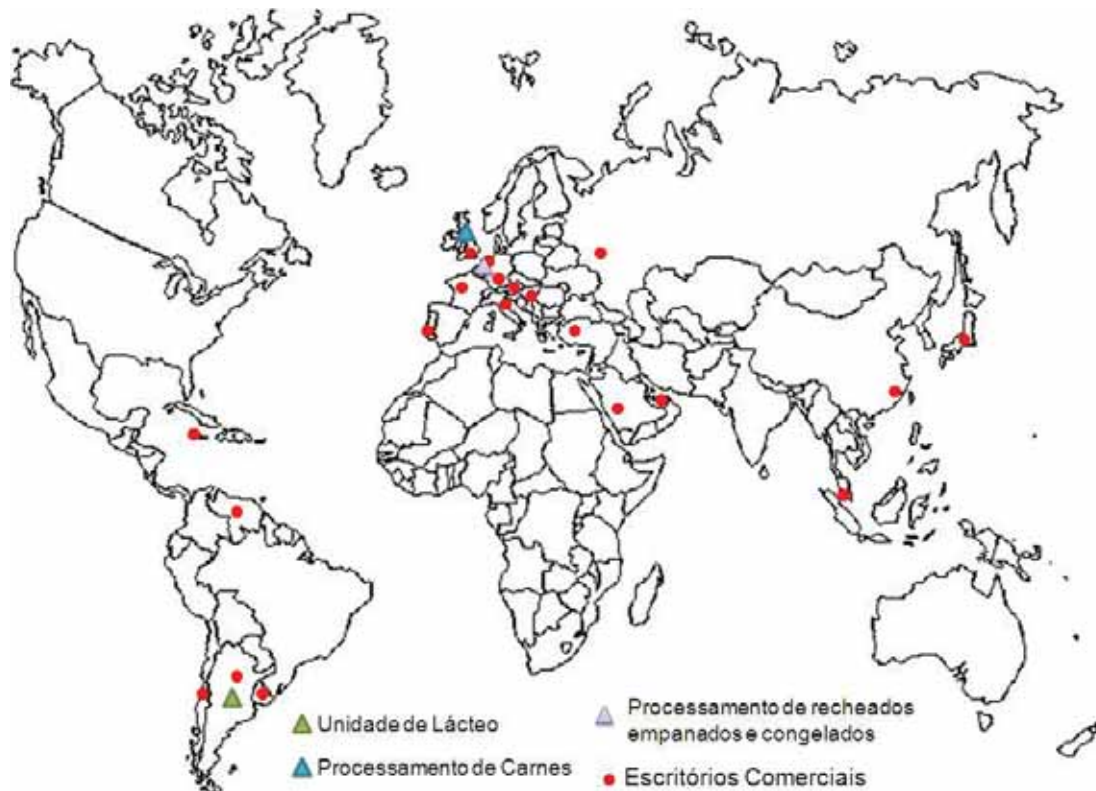 Unidade de Lácteo
Processamento de Carnes
Processamento de recheados
empanados e congelados
Escritórios Comerciais